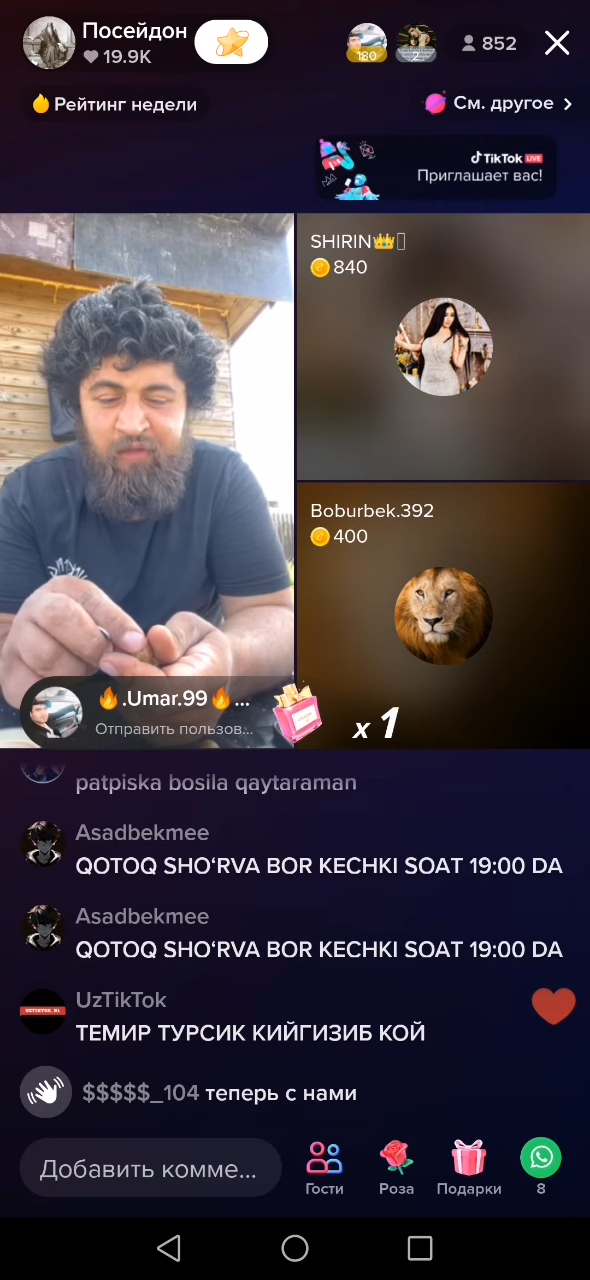 Посейдон
19.9K
180
2
852
Рейтинг недели
См. другое
TikTok LIVE
Приглашает вас!
SHIRIN👑
840
Boburbek.392
400
🔥.Umar.99🔥...
Отправить пользов...
x 1
patpiska bosila qaytaraman
Asadbekmee
QOTOQ SHO‘RVA BOR KECHKI SOAT 19:00 DA
Asadbekmee
QOTOQ SHO‘RVA BOR KECHKI SOAT 19:00 DA
UzTikTok
ТЕМИР ТУРСИК КИЙГИЗИБ КОЙ
$$$$$_104 теперь с нами
Добавить комме...
Гости
Роза
Подарки
8